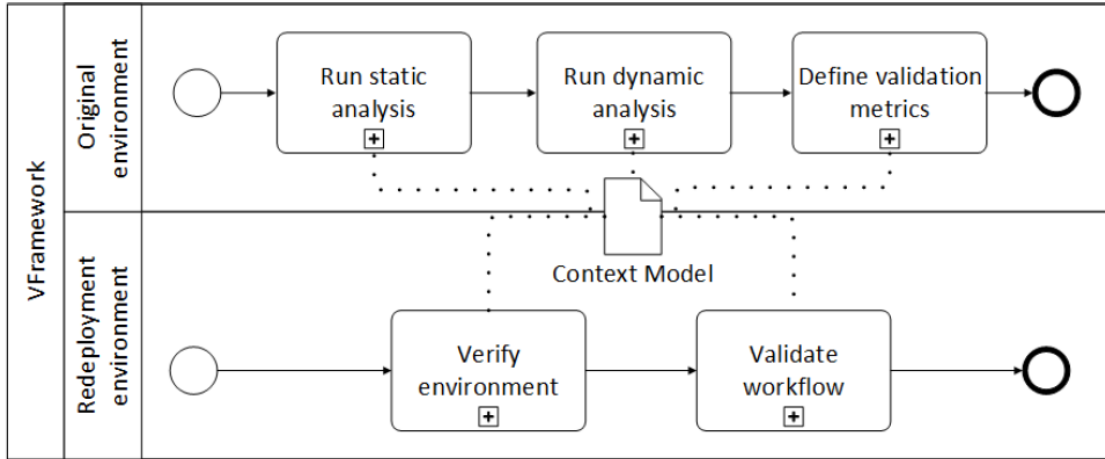 VFramework
Original
environment
Run static
analysis
Run dynamic
analysis
Define validation
metrics
Context Model
Redeployment
environment
Verify
environment
Validate
workflow